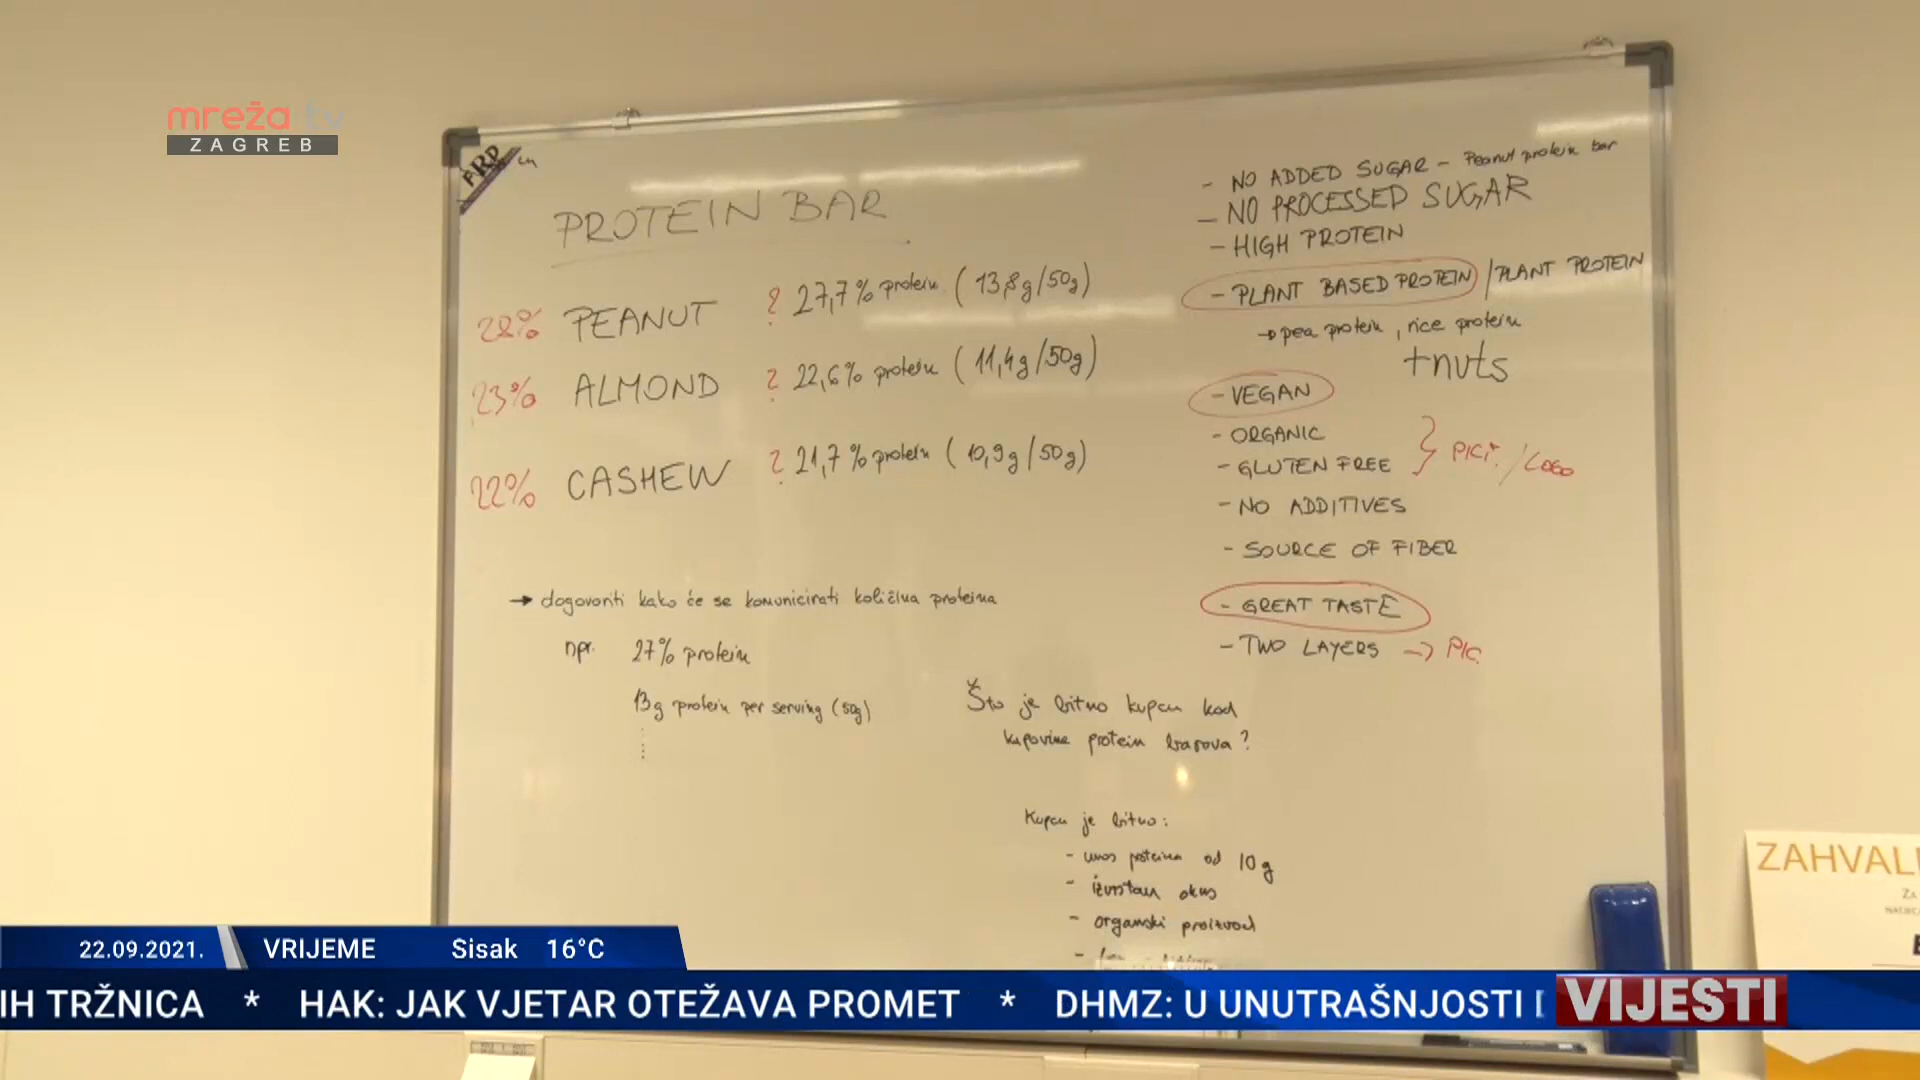 mreža tv
ZAGREB
PROTEIN BAR
28% PEANUT ? 27,7% protein (13,8g/50g)
23% ALMOND ? 22,6% protein (11,4g/50g)
22% CASHEW ? 21,7% protein (10,9g/50g)
→ dogovoriti kako će se komunicirati količina proteina
npr. 27% protein
13g protein per serving (50g)
- NO ADDED SUGAR - Peanut protein bar
- NO PROCESSED SUGAR
- HIGH PROTEIN
- PLANT BASED PROTEIN / PLANT PROTEIN
→ pea protein, rice protein
+nuts
- VEGAN
- ORGANIC
- GLUTEN FREE } PICT. / LOGO
- NO ADDITIVES
- SOURCE OF FIBER
- GREAT TASTE
- TWO LAYERS → PIC.
Što je bitno kupcu kod
kupovine protein barova?
Kupcu je bitno:
- unos proteina od 10g
- izvrstan okus
- organski proizvod
ZAHVAL
22.09.2021. VRIJEME Sisak 16°C
IH TRŽNICA * HAK: JAK VJETAR OTEŽAVA PROMET * DHMZ: U UNUTRAŠNJOSTI
VIJESTI